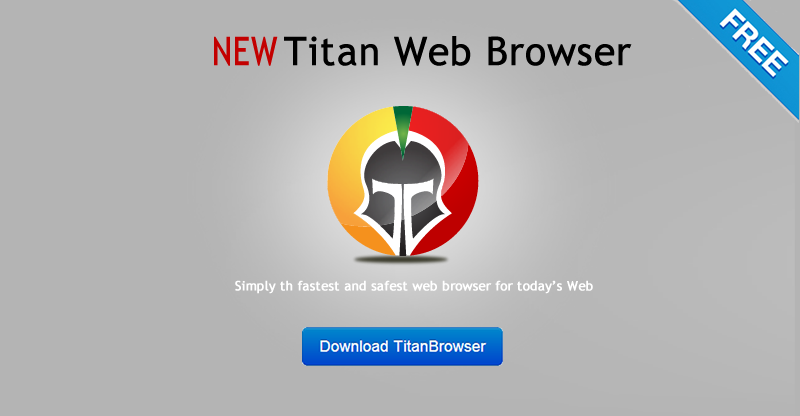 NEW Titan Web Browser
FREE
Simply th fastest and safest web browser for today's Web
Download TitanBrowser